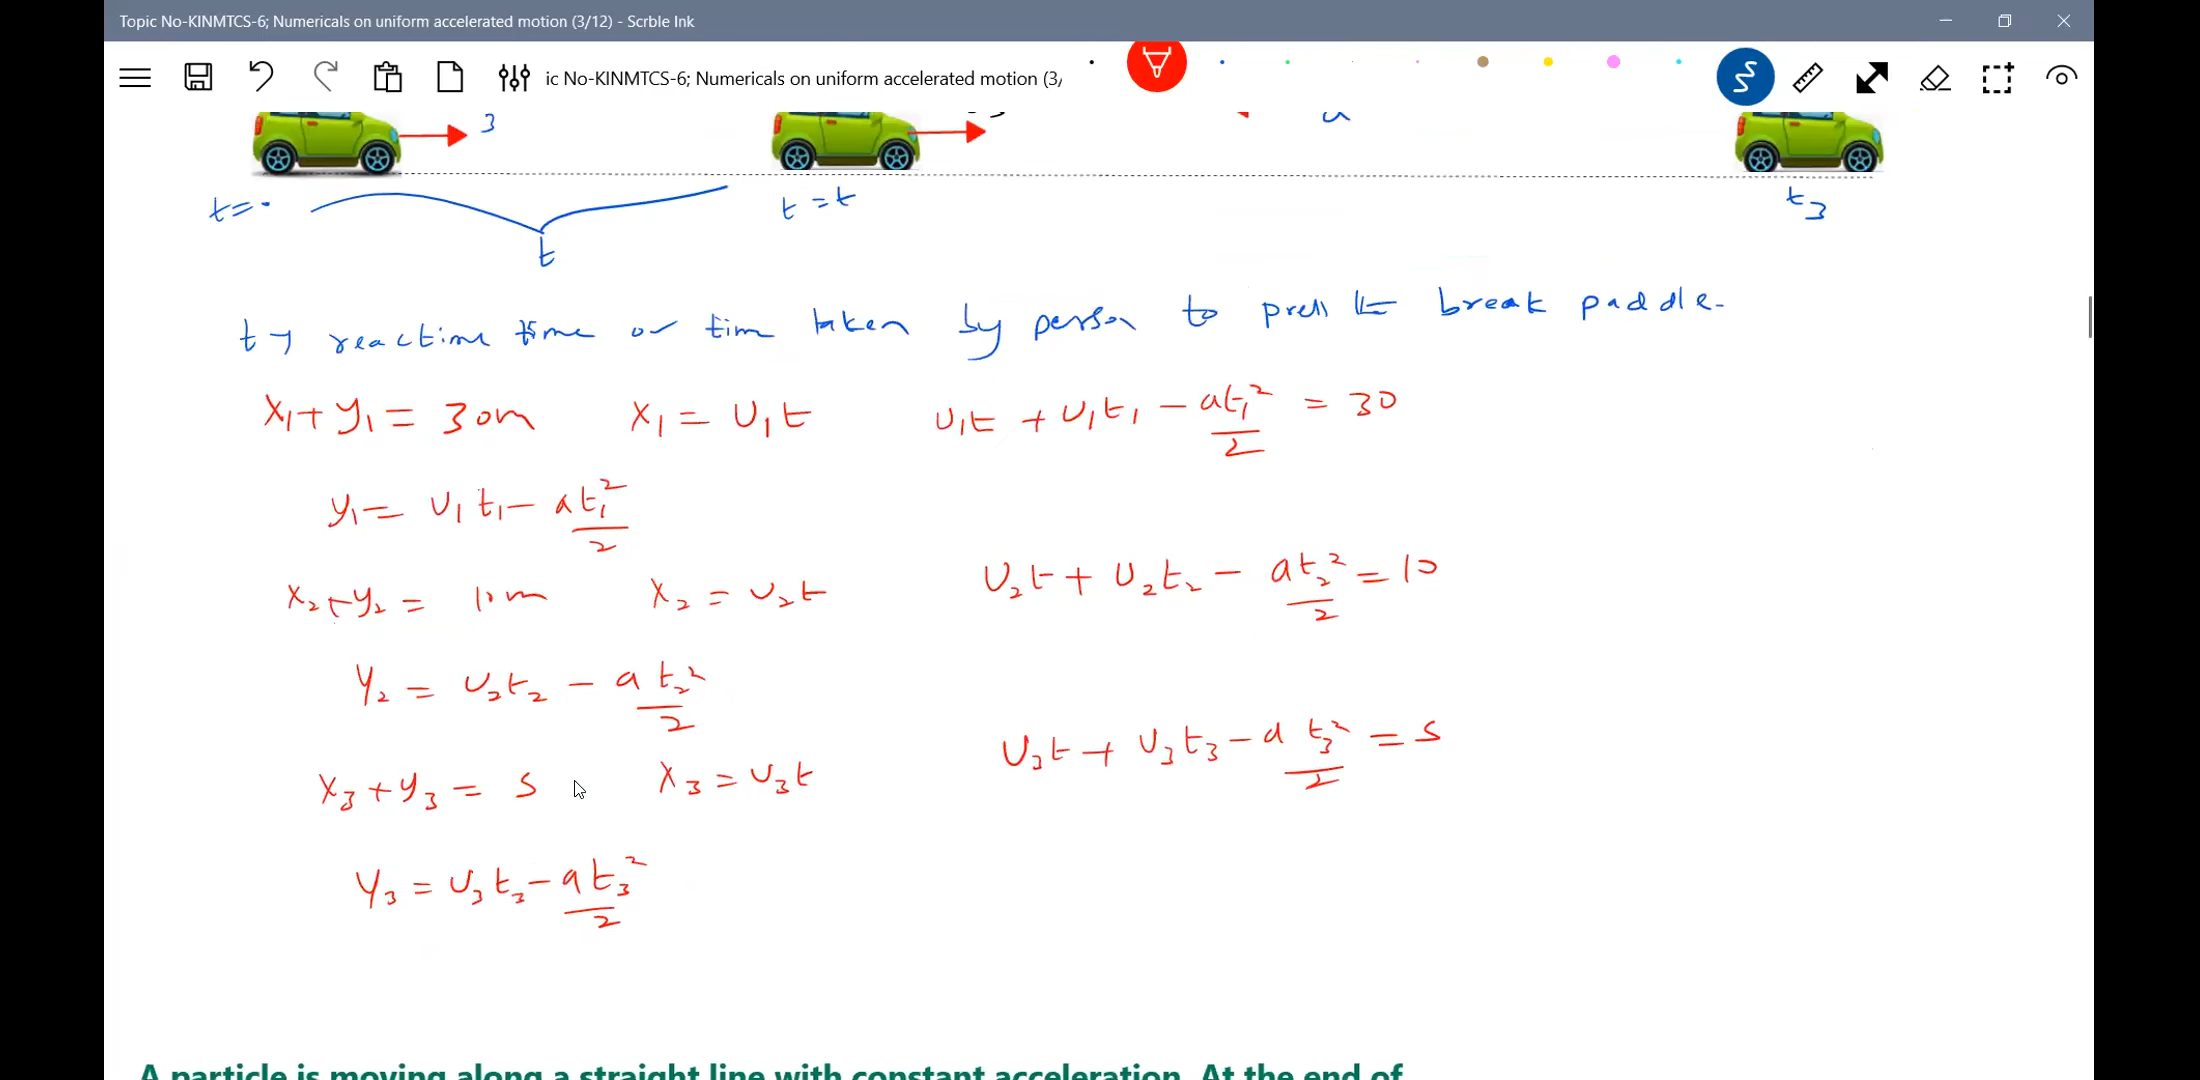 Topic No-KINMTCS-6; Numericals on uniform accelerated motion (3/12) - Scrble Ink
ic No-KINMTCS-6; Numericals on uniform accelerated motion (3/
3
t=
t = t
t3
t
t → reactime time or time taken by person to press the break paddle-
x₁ + y₁ = 30m x₁ = u₁t u₁t + u₁t₁ - at₁²/2 = 30
y₁ = u₁t₁ - at₁²/2
x₂ + y₂ = 10m x₂ = u₂t u₂t + u₂t₂ - at₂²/2 = 10
y₂ = u₂t₂ - at₂²/2
x₃ + y₃ = s x₃ = u₃t u₃t + u₃t₃ - at₃²/2 = s
y₃ = u₃t₃ - at₃²/2
A particle is moving along a straight line with constant acceleration. At the end of